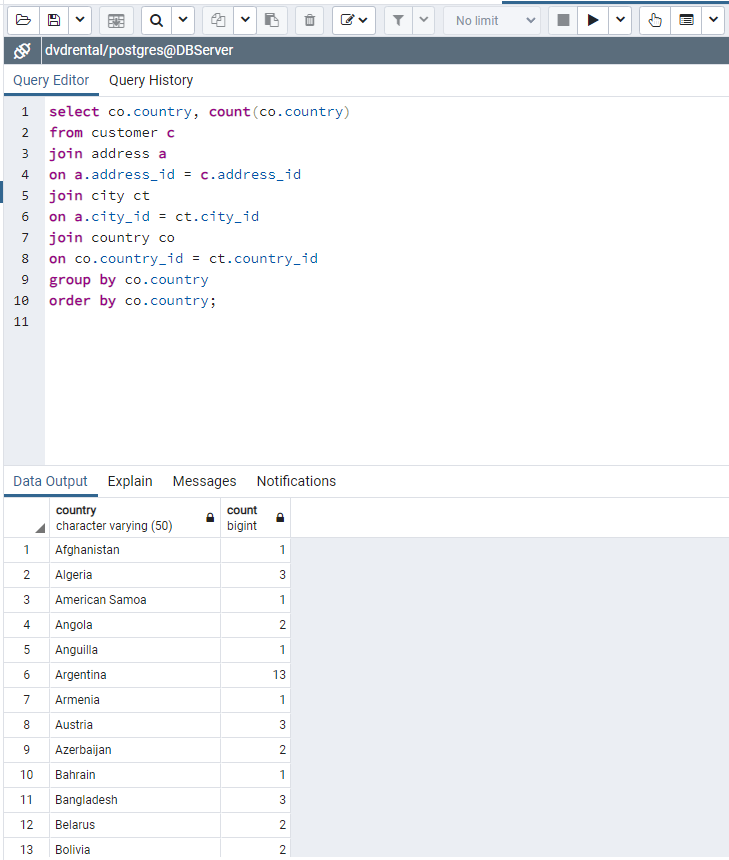 No limit
dvdrental/postgres@DBServer
Query Editor Query History
1 select co.country, count(co.country)
2 from customer c
3 join address a
4 on a.address_id = c.address_id
5 join city ct
6 on a.city_id = ct.city_id
7 join country co
8 on co.country_id = ct.country_id
9 group by co.country
10 order by co.country;
11
Data Output Explain Messages Notifications
country count
character varying (50) bigint
1 Afghanistan 1
2 Algeria 3
3 American Samoa 1
4 Angola 2
5 Anguilla 1
6 Argentina 13
7 Armenia 1
8 Austria 3
9 Azerbaijan 2
10 Bahrain 1
11 Bangladesh 3
12 Belarus 2
13 Bolivia 2